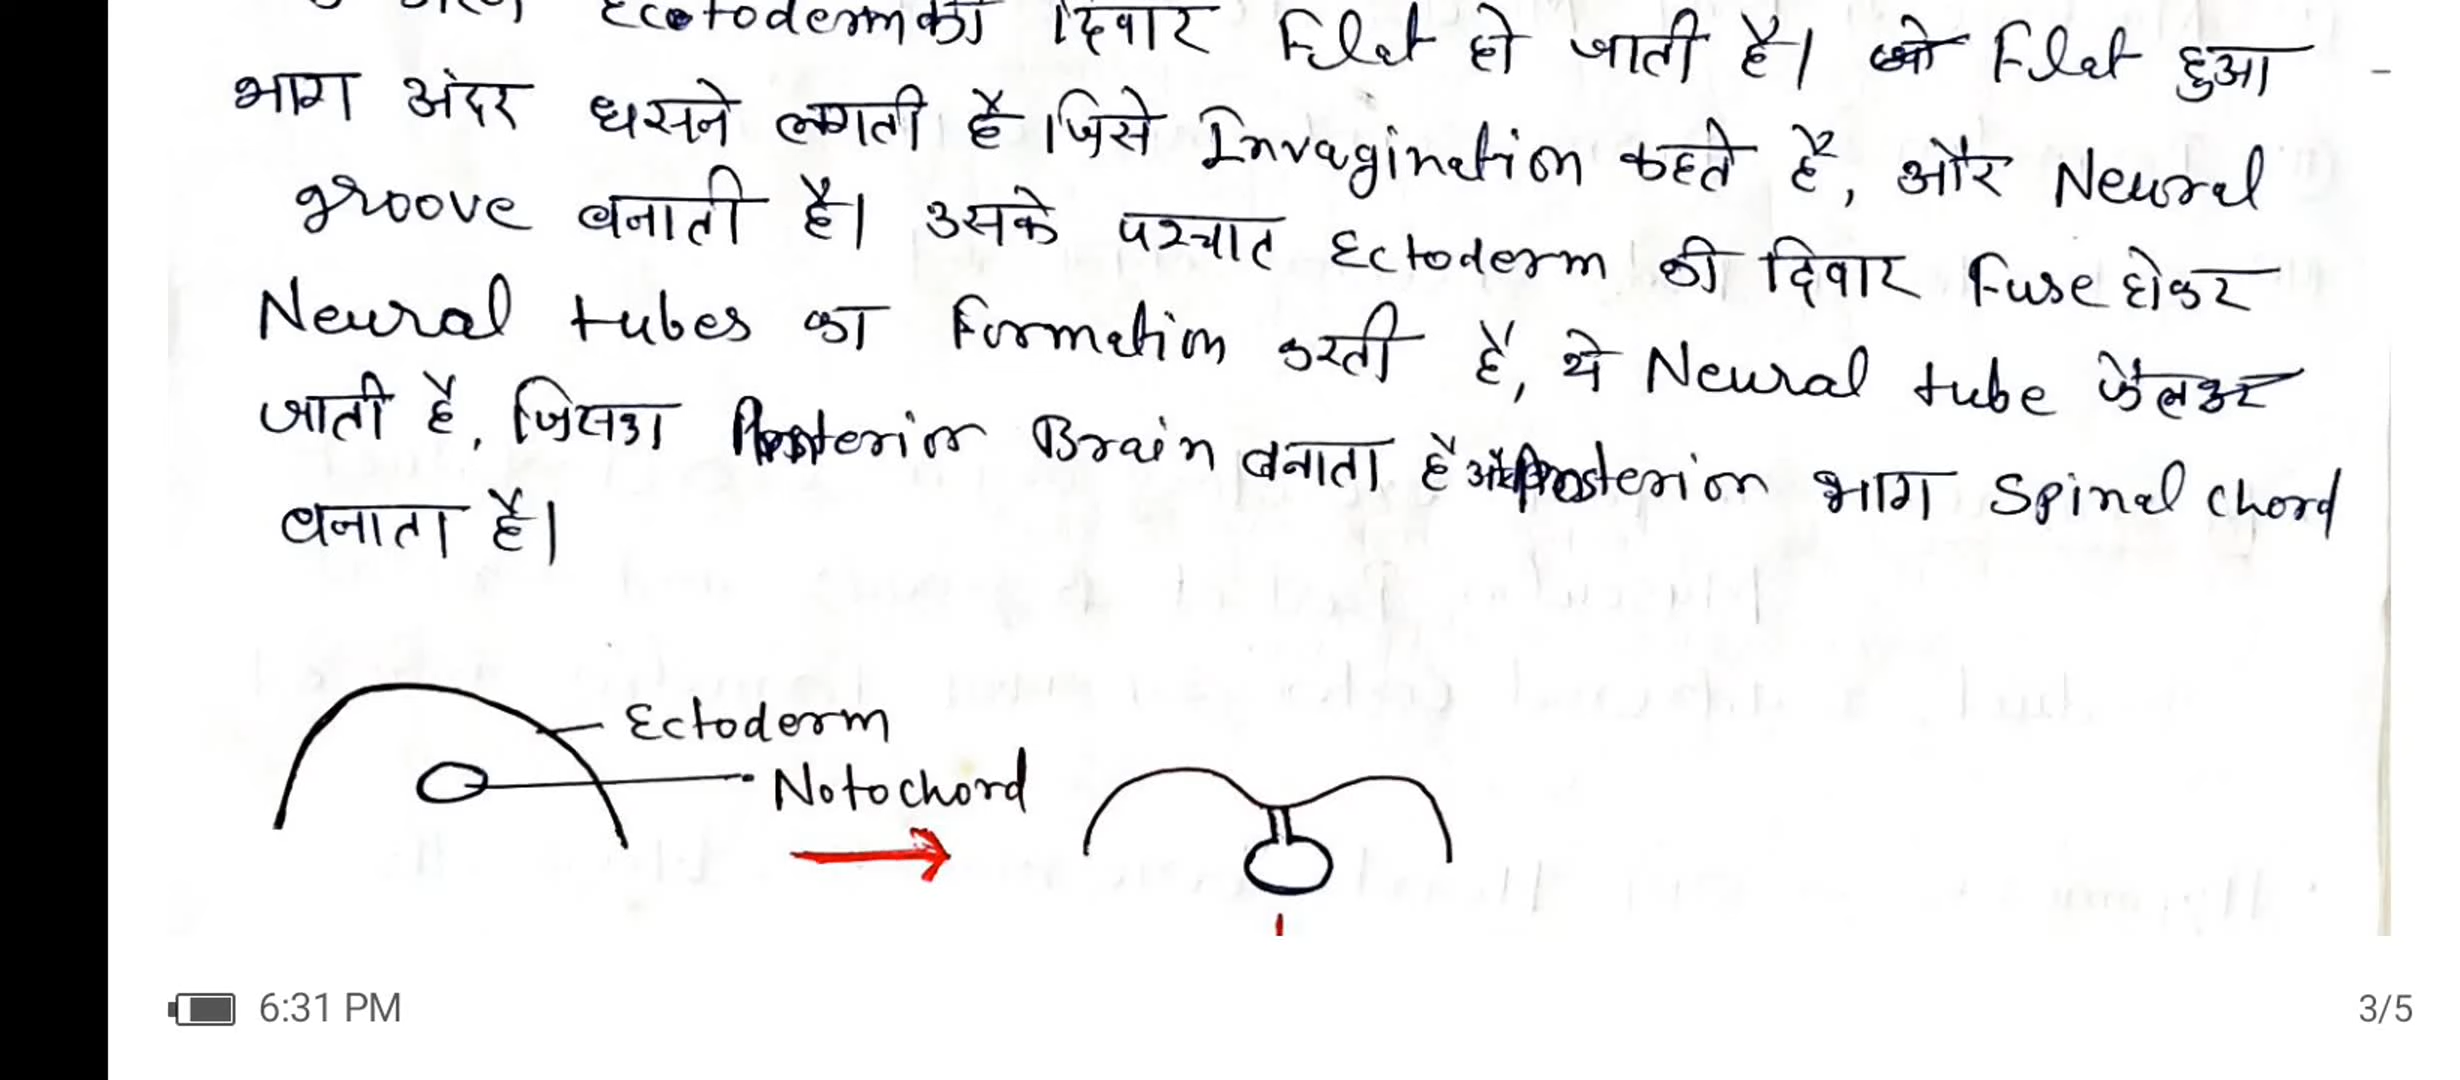 Ectoderm का दिवार Flat हो जाती है। Flat हुआ
भाग अंदर धसने लगती है। जिसे Invagination कहते है, और Neural
groove बनाती है। उसके पश्चात Ectoderm की दिवार Fuse होकर
Neural tubes का Formation करती है, ये Neural tube फैलकर
जाती है, जिसका Brain बनाता है और Posterior भाग Spinal chord
बनाता है।
Ectoderm
Notochord
6:31 PM
3/5